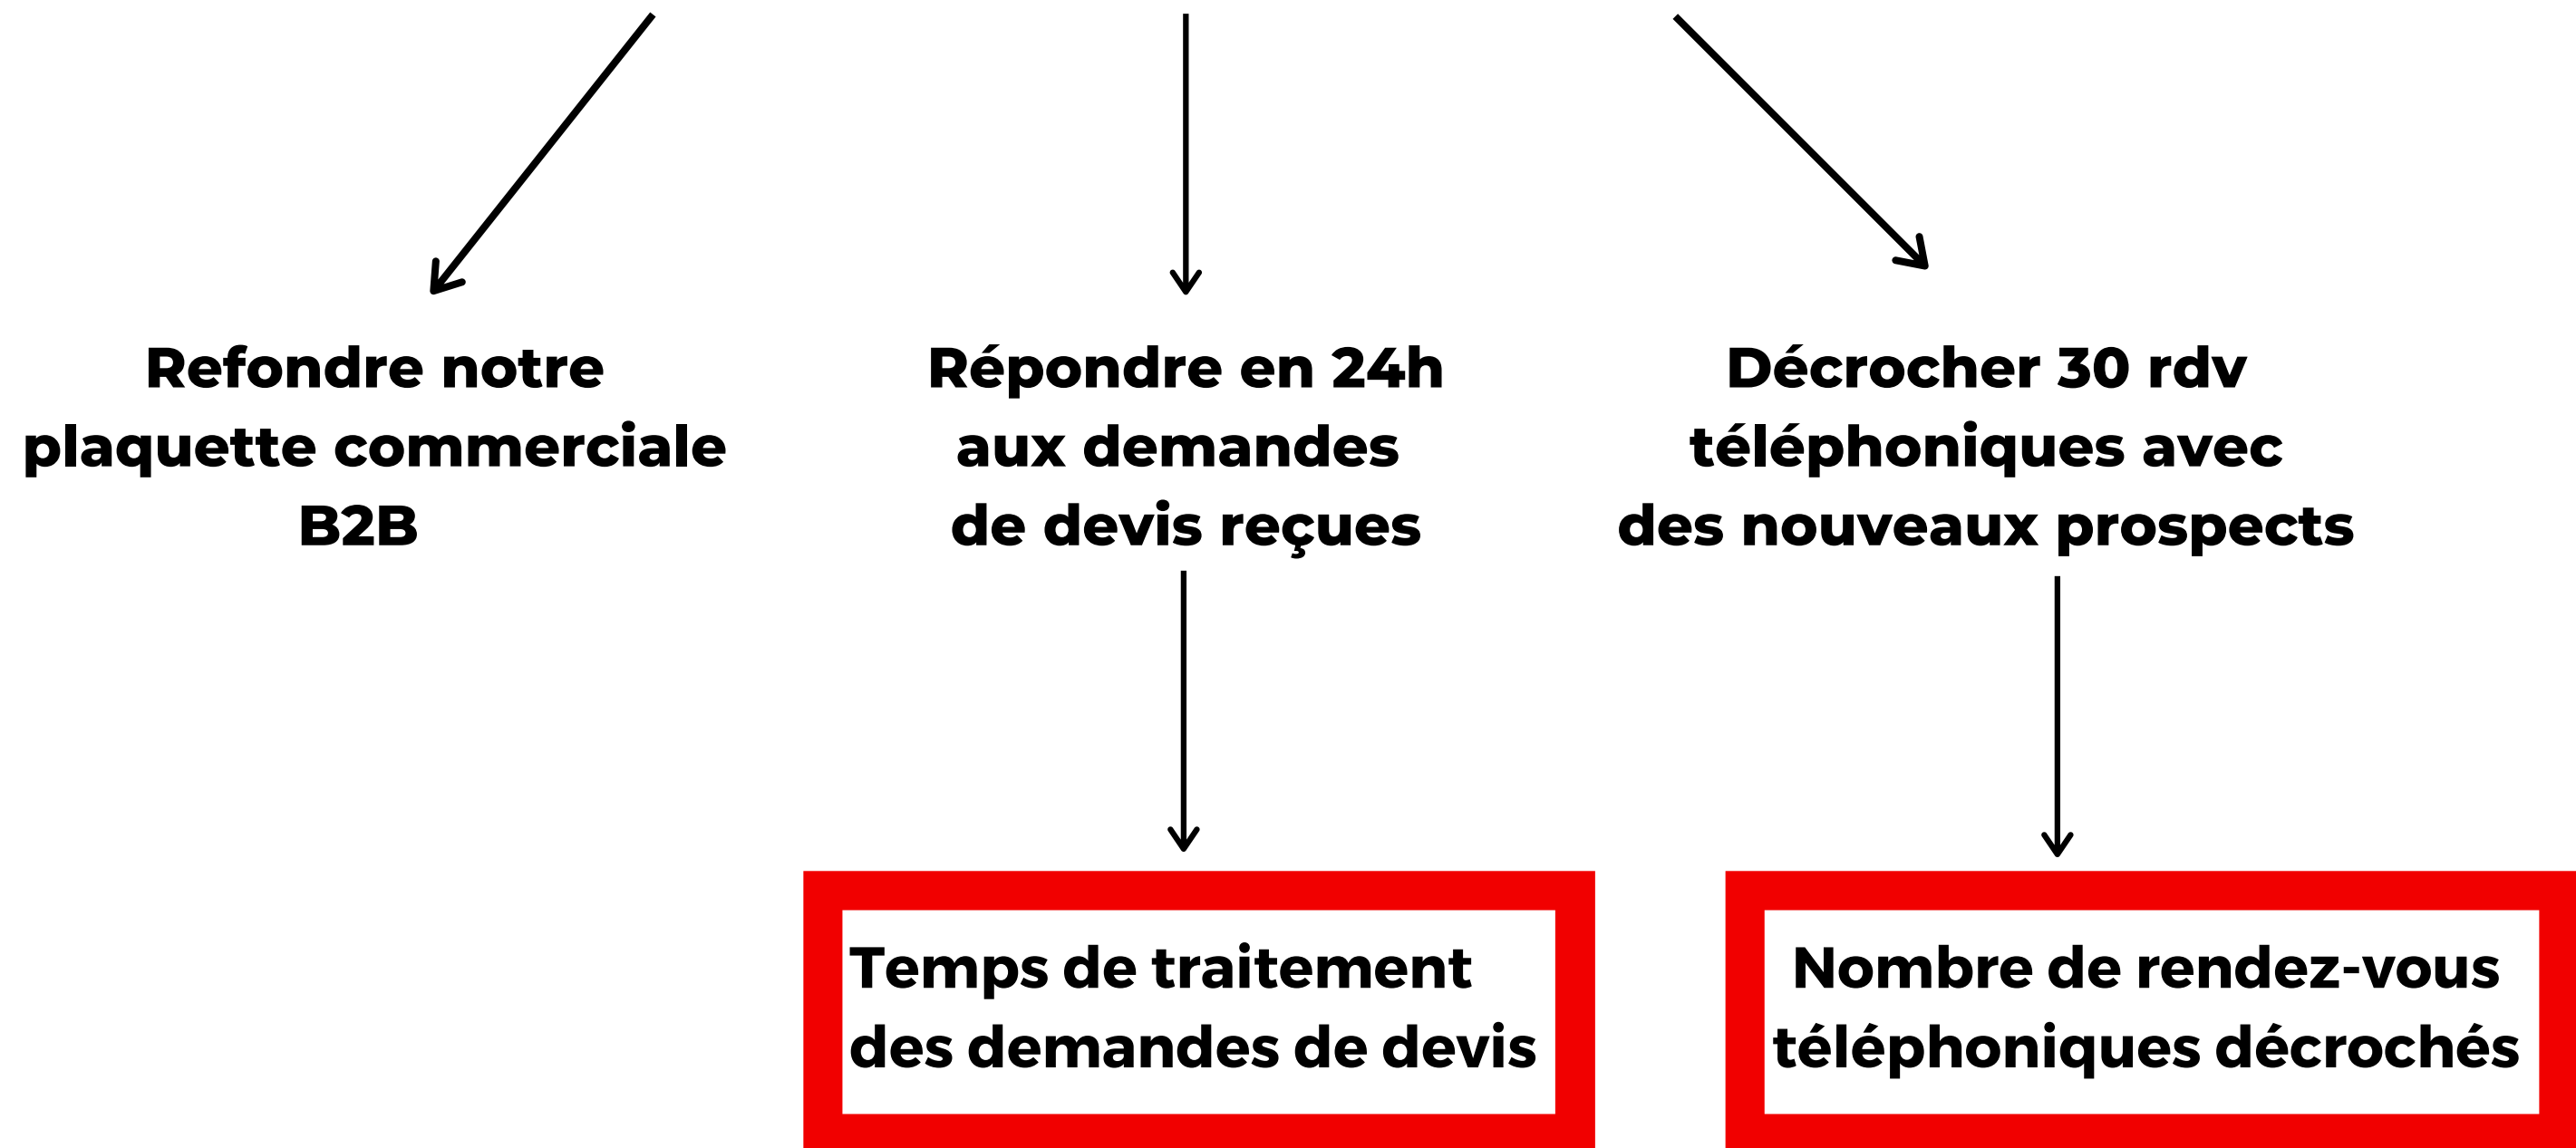 Refondre notre
plaquette commerciale
B2B
Répondre en 24h
aux demandes
de devis reçues
Décrocher 30 rdv
téléphoniques avec
des nouveaux prospects
Temps de traitement
des demandes de devis
Nombre de rendez-vous
téléphoniques décrochés